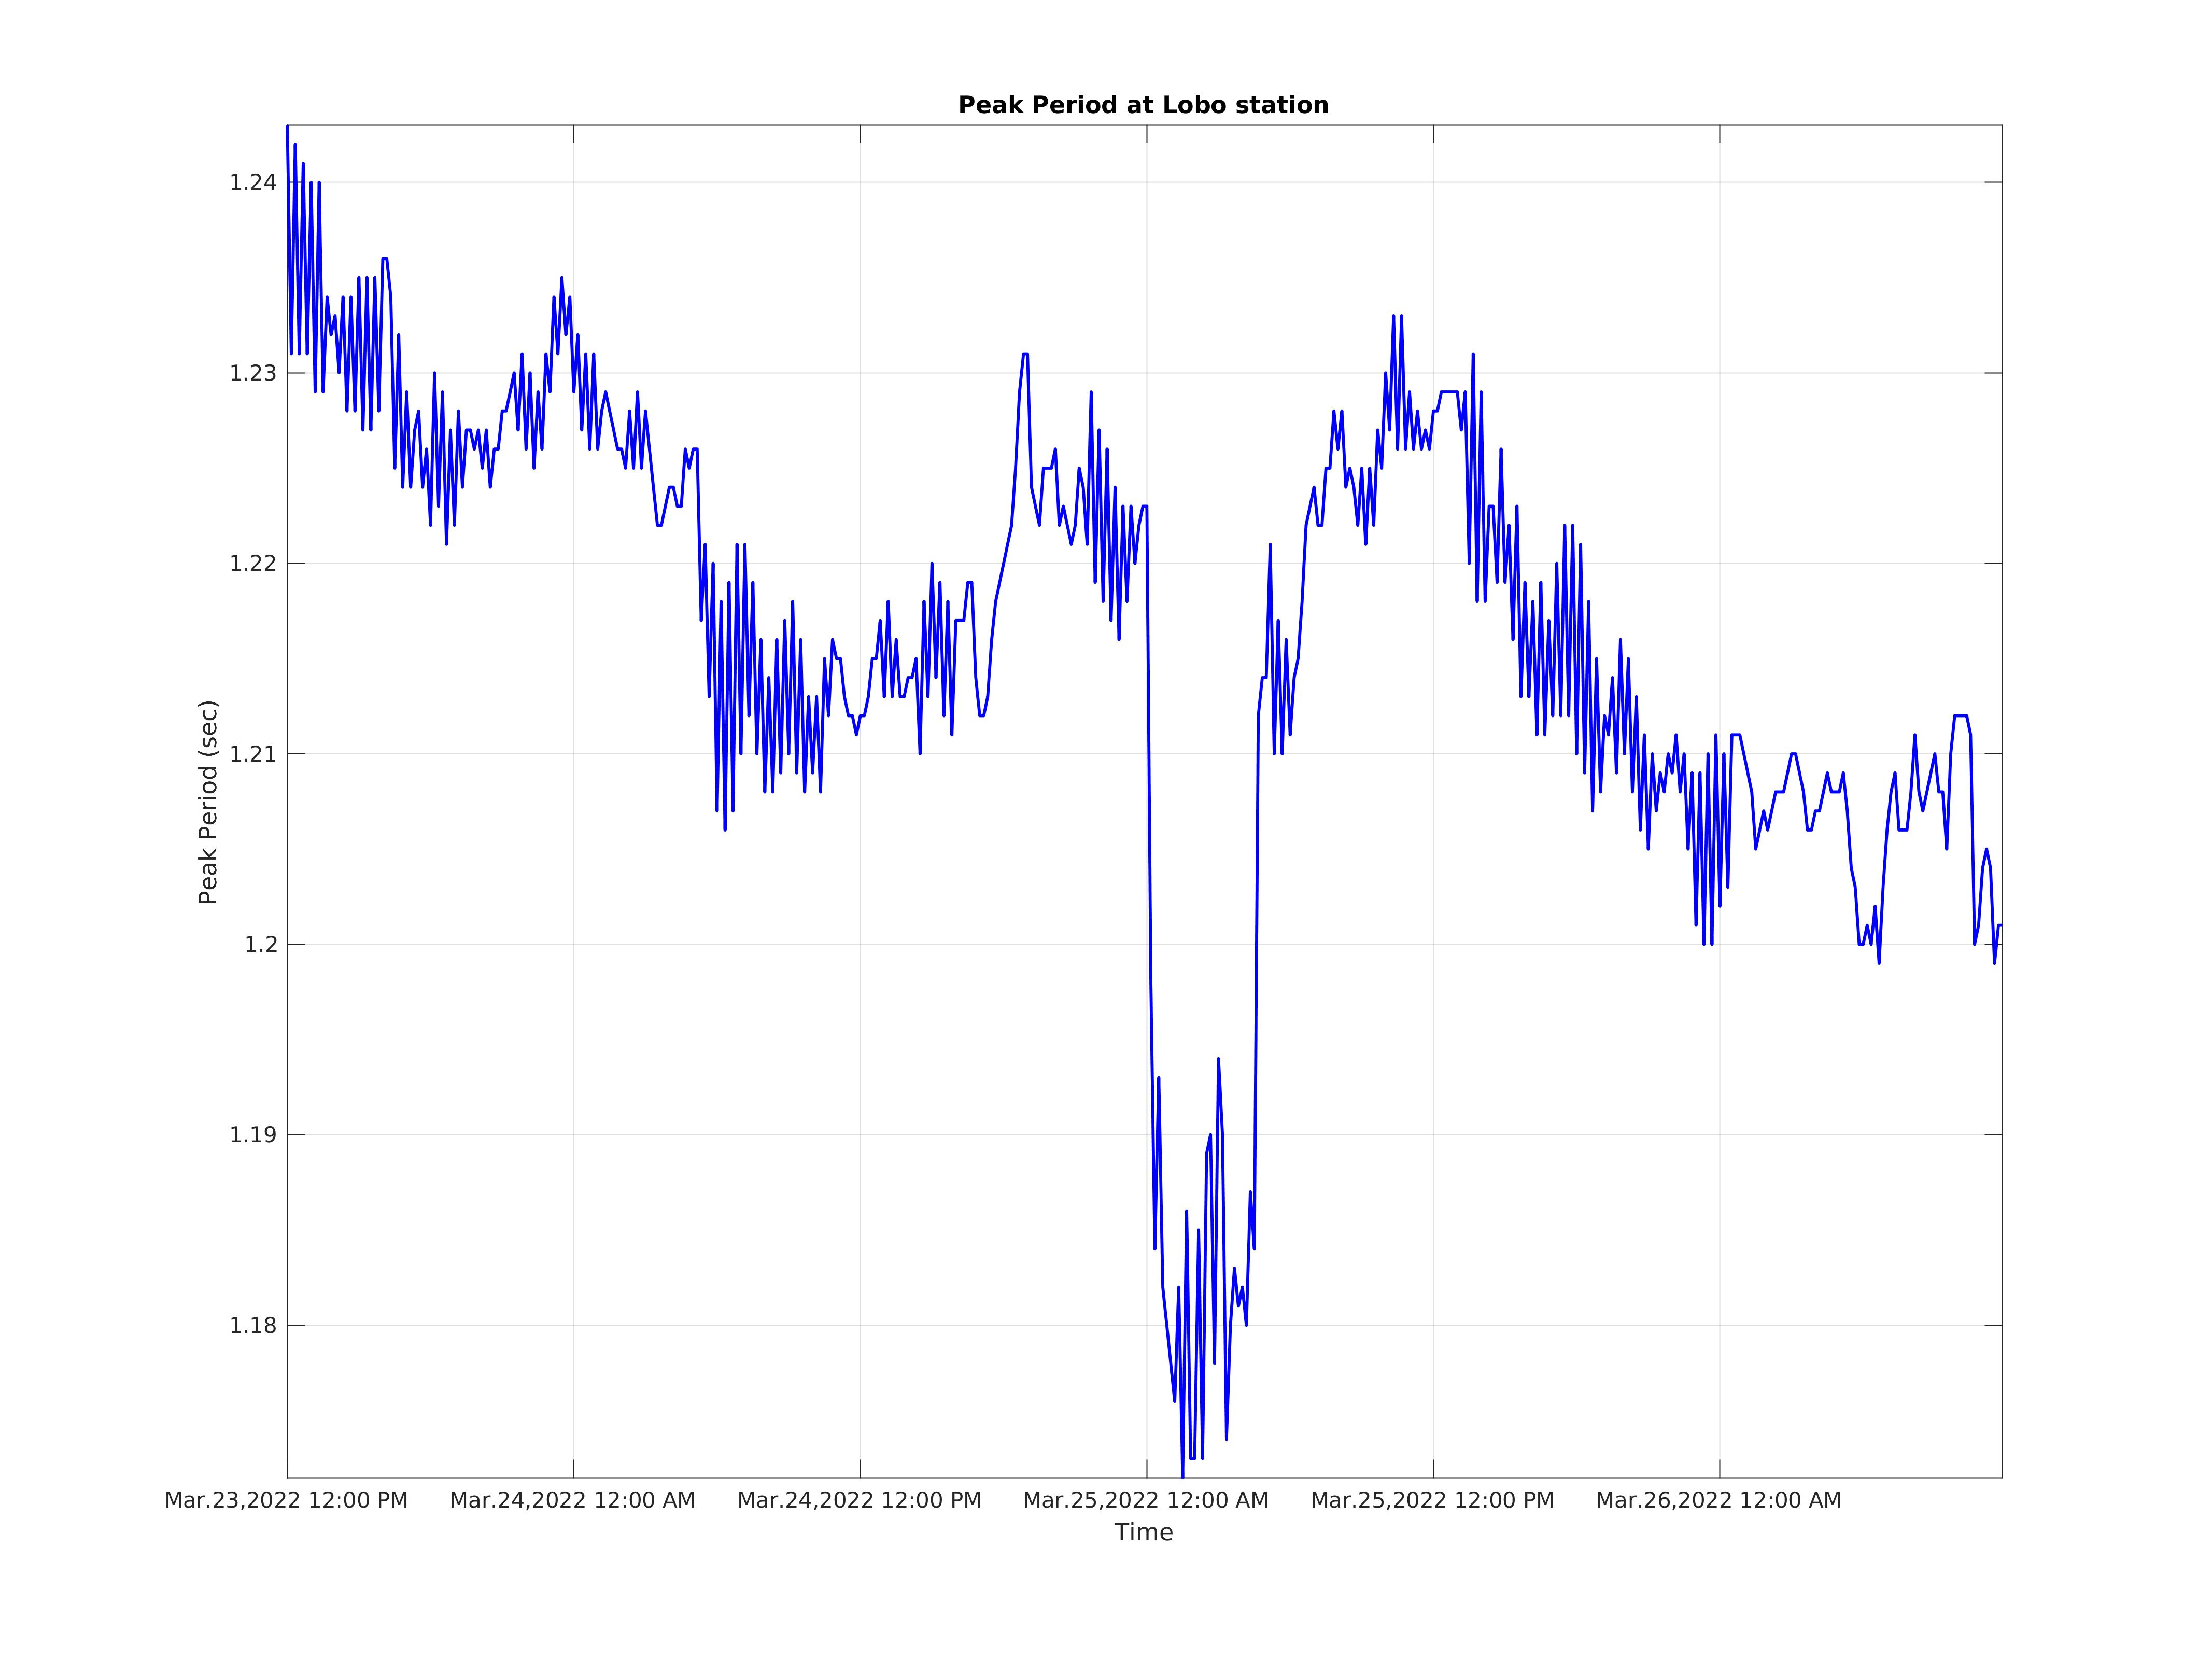 Peak Period at Lobo station
Peak Period (sec)
1.24
1.23
1.22
1.21
1.2
1.19
1.18
Mar.23,2022 12:00 PM
Mar.24,2022 12:00 AM
Mar.24,2022 12:00 PM
Mar.25,2022 12:00 AM
Mar.25,2022 12:00 PM
Mar.26,2022 12:00 AM
Time